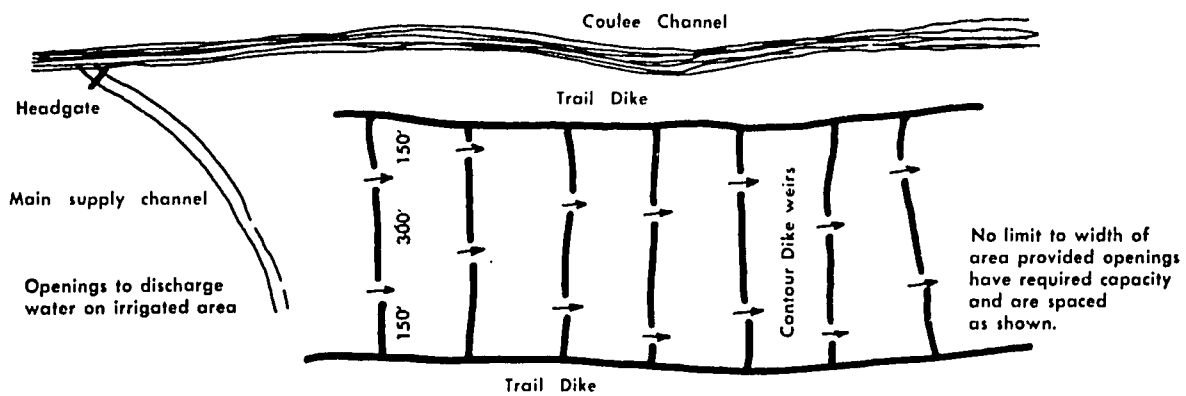 Coulee Channel
Headgate
Trail Dike
150'
Main supply channel
300'
Contour Dike weirs
Openings to discharge
water on irrigated area
No limit to width of
area provided openings
have required capacity
and are spaced
as shown.
150'
Trail Dike